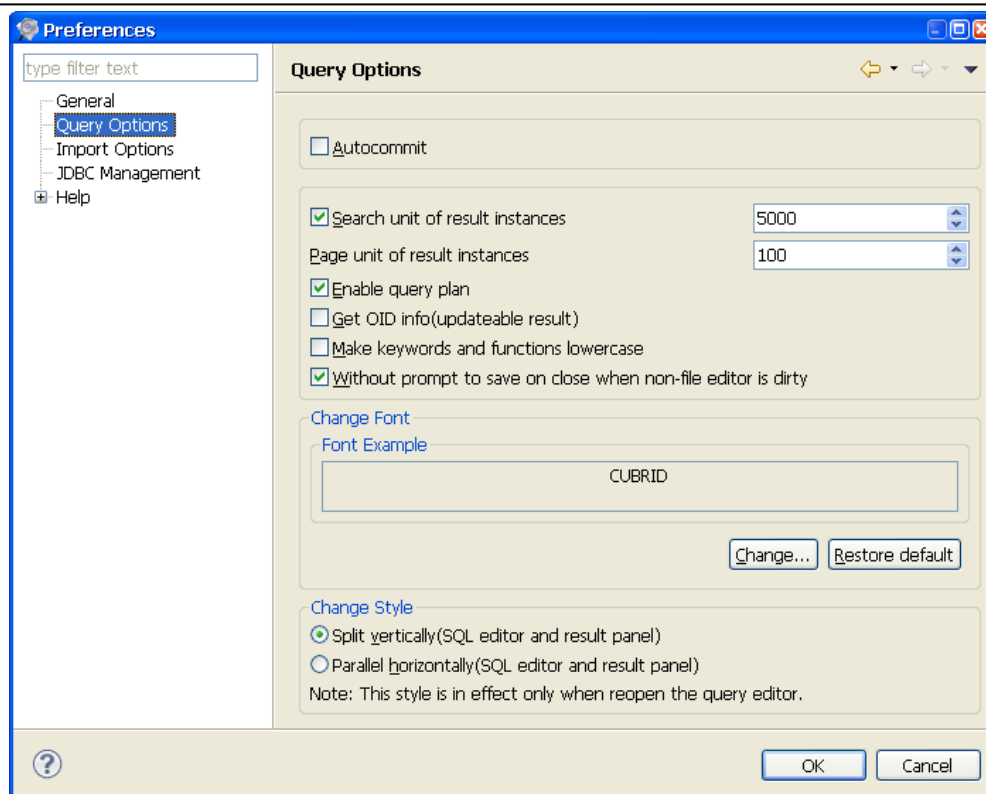 Preferences
type filter text
General
Query Options
Import Options
JDBC Management
Help
Query Options
Autocommit
Search unit of result instances 5000
Page unit of result instances 100
Enable query plan
Get OID info(updateable result)
Make keywords and functions lowercase
Without prompt to save on close when non-file editor is dirty
Change Font
Font Example
CUBRID
Change... Restore default
Change Style
Split vertically(SQL editor and result panel)
Parallel horizontally(SQL editor and result panel)
Note: This style is in effect only when reopen the query editor.
? OK Cancel